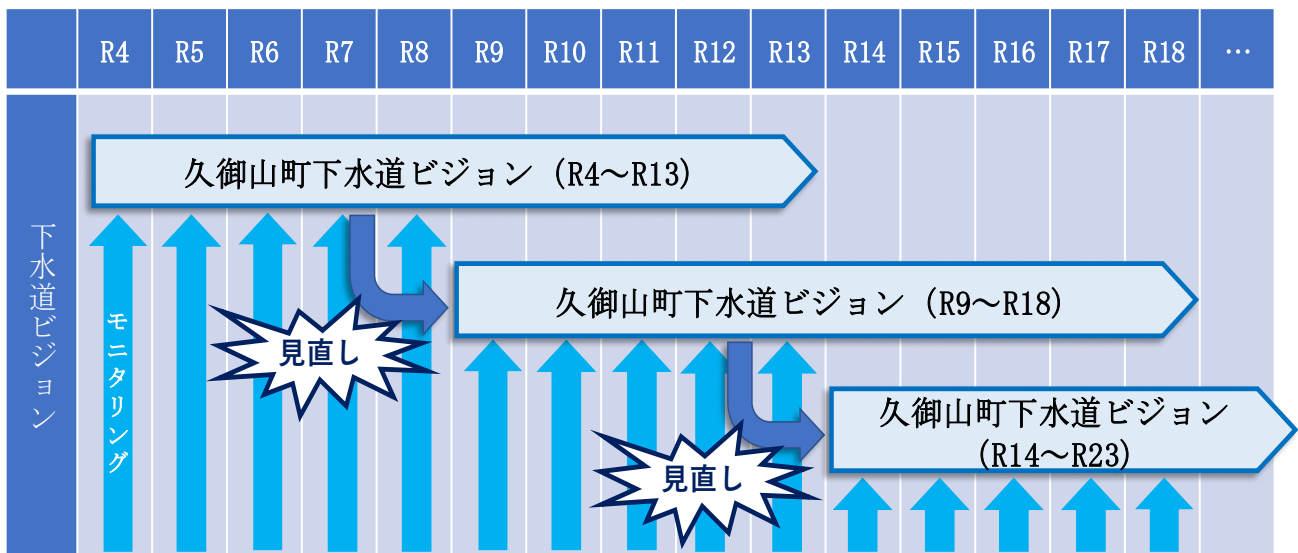 R4 R5 R6 R7 R8 R9 R10 R11 R12 R13 R14 R15 R16 R17 R18 …
下水道ビジョン
久御山町下水道ビジョン（R4～R13）
モニタリング
見直し
久御山町下水道ビジョン（R9～R18）
見直し
久御山町下水道ビジョン
（R14～R23）